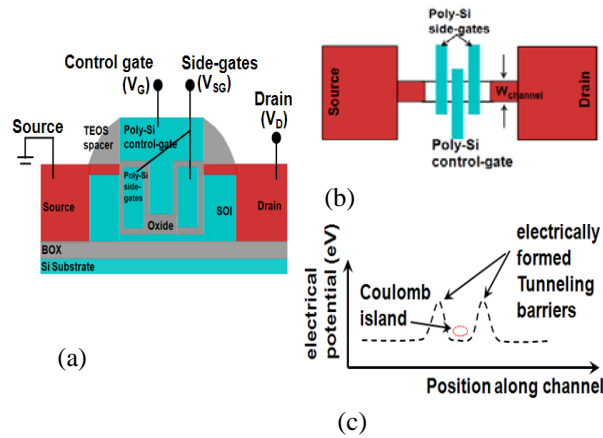 Control gate
(VG)
Side-gates
(VSG)
Drain
(VD)
Source
TEOS
spacer
Poly-Si
control-gate
Poly-Si
side-
gates
Source
Oxide
SOI
Drain
BOX
Si Substrate
(a)
Poly-Si
side-gates
Source
Wchannel
Drain
Poly-Si
control-gate
(b)
electrical
potential (eV)
Coulomb
island
electrically
formed
Tunneling
barriers
Position along channel
(c)